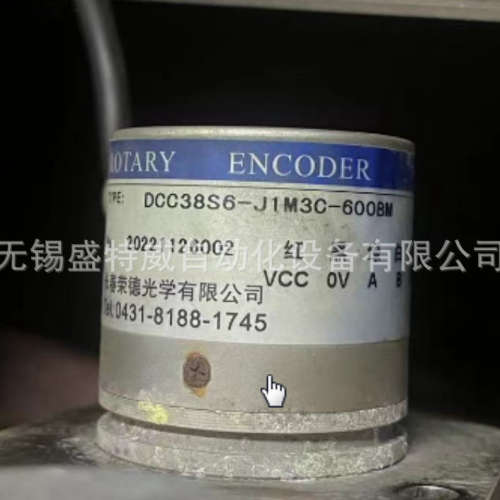 ROTARY ENCODER
TYPE: DCC38S6-J1M3C-600BM
20221126002 红
VCC 0V A B
长春荣德光学有限公司
Tel:0431-8188-1745
无锡盛特威自动化设备有限公司